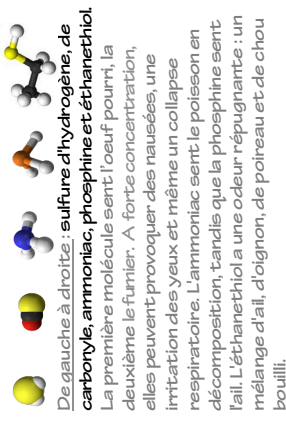 De gauche à droite : sulfure d'hydrogène, de
carbonyle, ammoniac, phosphine et éthanethiol.
La première molécule sent l'oeuf pourri, la
deuxième le fumier. A forte concentration,
elles peuvent provoquer des nausées, une
irritation des yeux et même un collapse
respiratoire. L'ammoniac sent le poisson en
décomposition, tandis que la phosphine sent
l'ail. L'éthanethiol a une odeur répugnante : un
mélange d'ail, d'oignon, de poireau et de chou
bouilli.